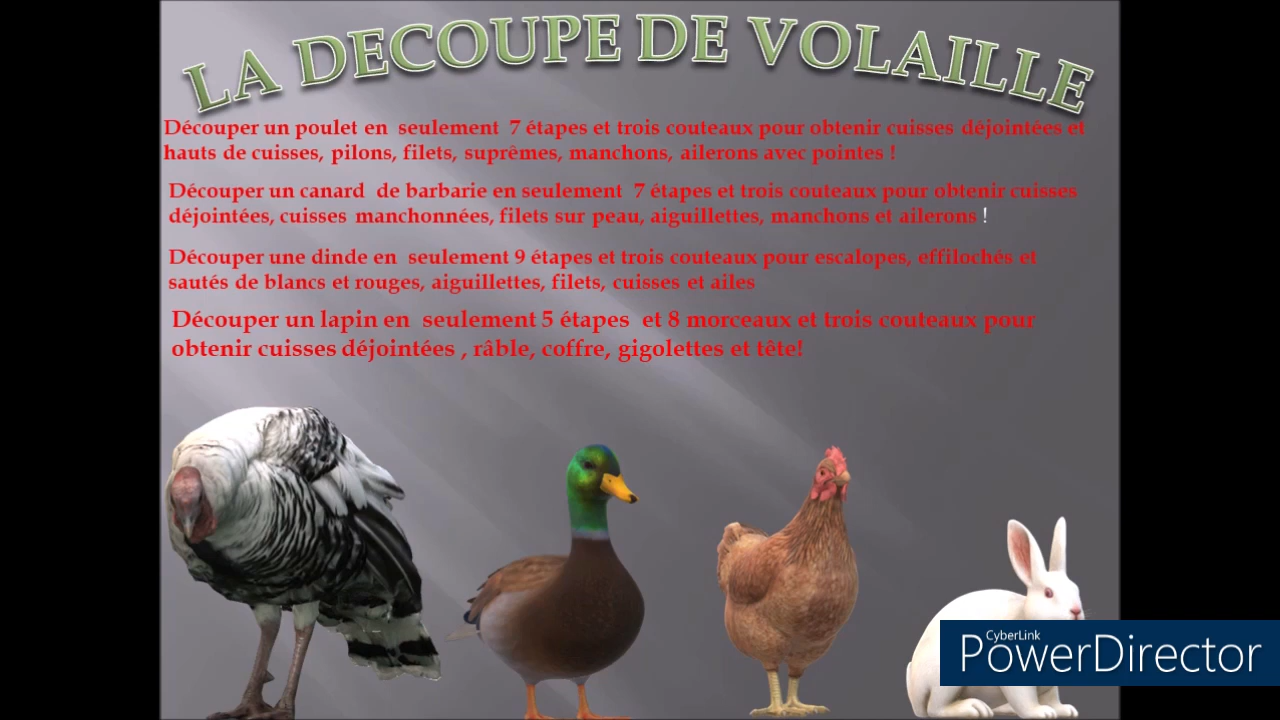 LA DECOUPE DE VOLAILLE
Découper un poulet en seulement 7 étapes et trois couteaux pour obtenir cuisses déjointées et
hauts de cuisses, pilons, filets, suprêmes, manchons, ailerons avec pointes !
Découper un canard de barbarie en seulement 7 étapes et trois couteaux pour obtenir cuisses
déjointées, cuisses manchonnées, filets sur peau, aiguillettes, manchons et ailerons !
Découper une dinde en seulement 9 étapes et trois couteaux pour escalopes, effilochés et
sautés de blancs et rouges, aiguillettes, filets, cuisses et ailes
Découper un lapin en seulement 5 étapes et 8 morceaux et trois couteaux pour
obtenir cuisses déjointées , râble, coffre, gigolettes et tête!
CyberLink
PowerDirector